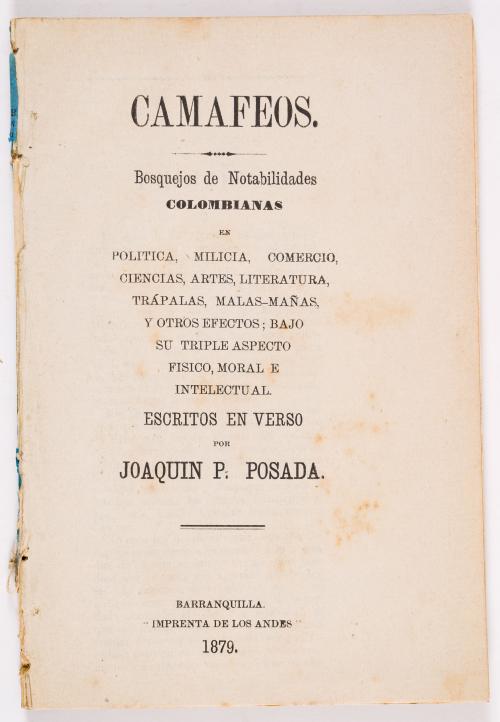 CAMAFEOS.
Bosquejos de Notabilidades
COLOMBIANAS
EN
POLITICA, MILICIA, COMERCIO,
CIENCIAS, ARTES, LITERATURA,
TRÁPALAS, MALAS-MAÑAS,
Y OTROS EFECTOS; BAJO
SU TRIPLE ASPECTO
FISICO, MORAL E
INTELECTUAL.
ESCRITOS EN VERSO
POR
JOAQUIN P. POSADA.
BARRANQUILLA.
"IMPRENTA DE LOS ANDES"
1879.